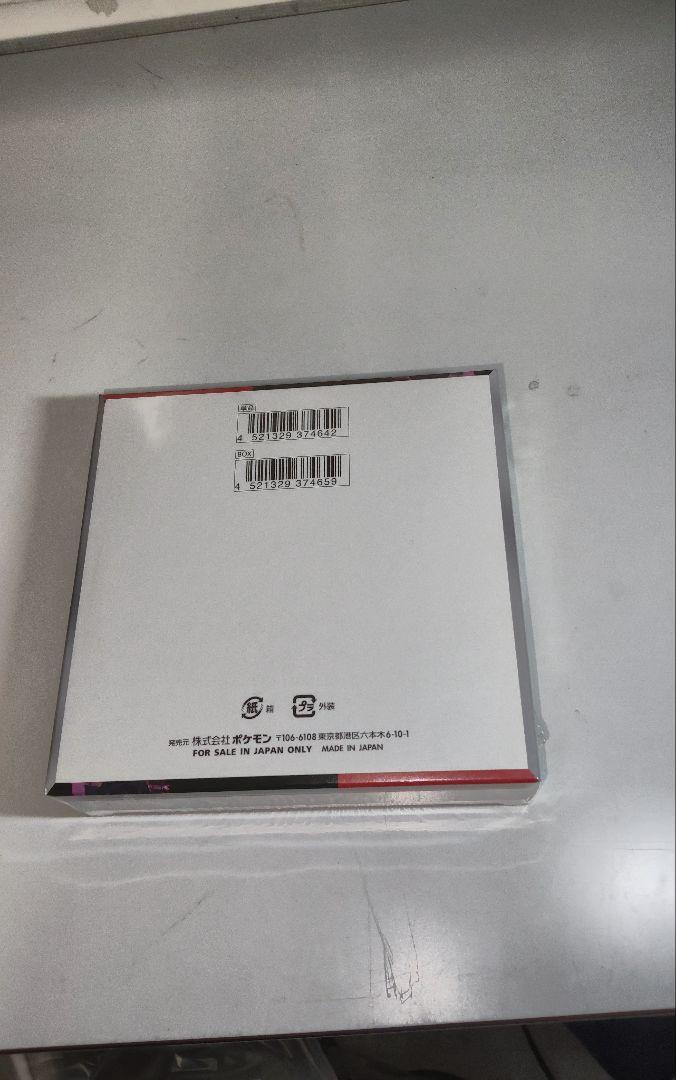 単品
4 521329 374642
BOX
4 521329 374659
紙 箱 プラ 外装
発売元 株式会社ポケモン 〒106-6108 東京都港区六本木6-10-1
FOR SALE IN JAPAN ONLY MADE IN JAPAN